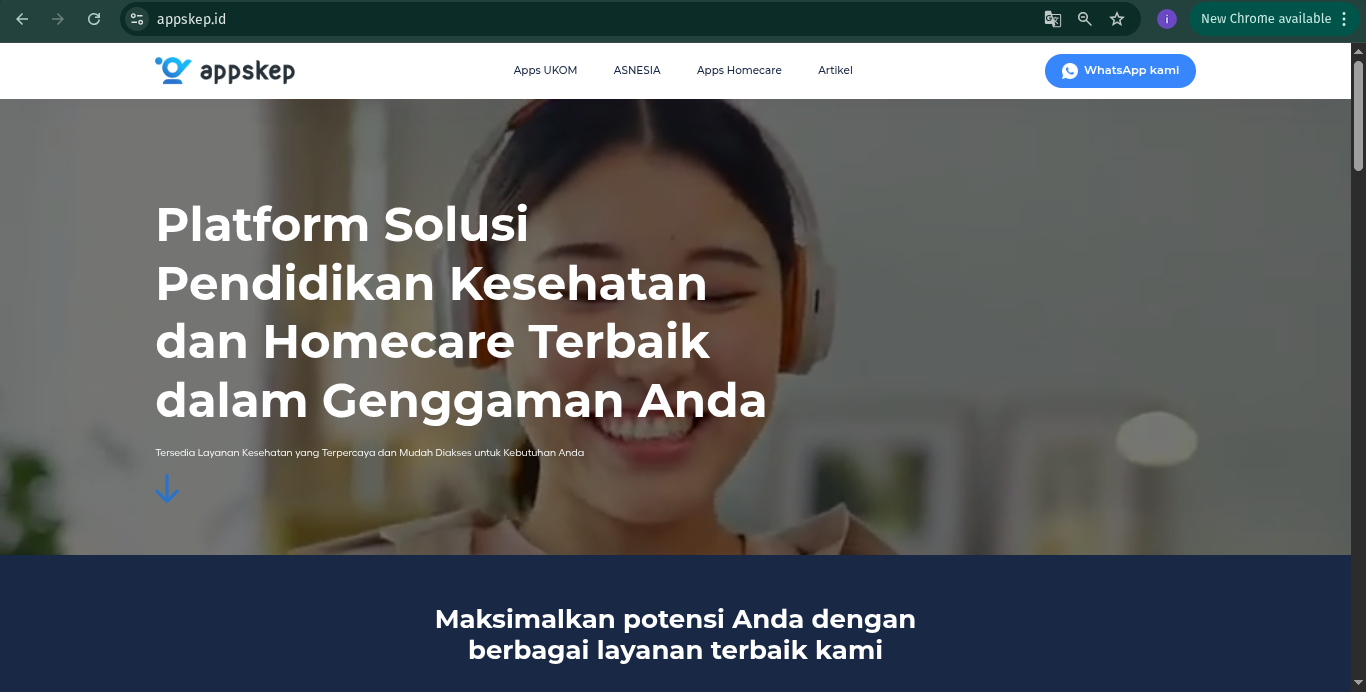 appskep.id
New Chrome available
i
appskep
Apps UKOM
ASNESIA
Apps Homecare
Artikel
WhatsApp kami
Platform Solusi
Pendidikan Kesehatan
dan Homecare Terbaik
dalam Genggaman Anda
Tersedia Layanan Kesehatan yang Terpercaya dan Mudah Diakses untuk Kebutuhan Anda
Maksimalkan potensi Anda dengan
berbagai layanan terbaik kami